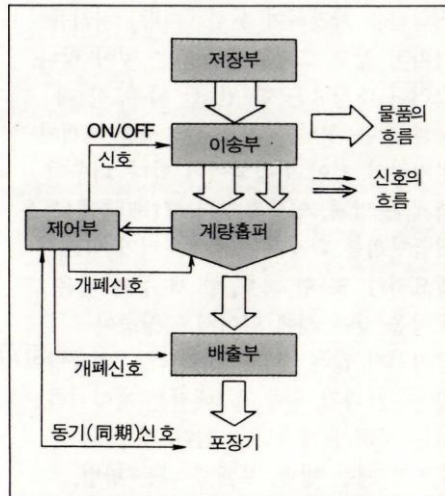 저장부
물품의
흐름
ON/OFF
신호
이송부
신호의
흐름
제어부
계량홉퍼
개폐신호
배출부
개폐신호
동기(同期)신호
포장기